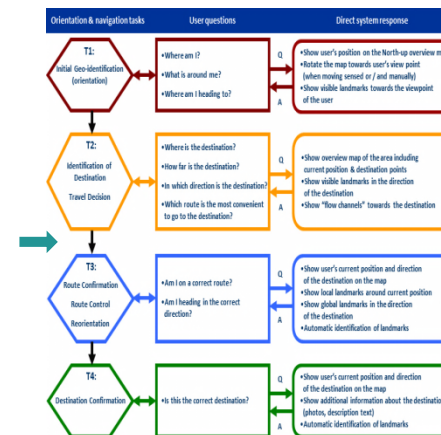 Orientation & navigation tasks
User questions
Direct system response
T1:
Initial Geo-identification
(orientation)
•Where am I?
•What is around me?
•Where am I heading to?
Q
A
•Show user's position on the North-up overview m
•Rotate the map towards user's view point
(when moving sensed or / and manually)
•Show visible landmarks towards the viewpoint
of the user
T2:
Identification of
Destination
Travel Decision
•Where is the destination?
•How far is the destination?
•In which direction is the destination?
•Which route is the most convenient
to go to the destination?
Q
A
•Show overview map of the area including
current position & destination points
•Show visible landmarks in the direction
of the destination
•Show "flow channels" towards the destination
T3:
Route Confirmation
Route Control
Reorientation
•Am I on a correct route?
•Am I heading in the correct
direction?
Q
A
•Show user's current position and direction
of the destination on the map
•Show local landmarks around current position
•Show global landmarks in the direction
of the destination
•Automatic identification of landmarks
T4:
Destination Confirmation
•Is this the correct destination?
Q
A
•Show user's current position and direction
of the destination on the map
•Show additional information about the destinatio
(photos, description text)
•Automatic identification of landmarks